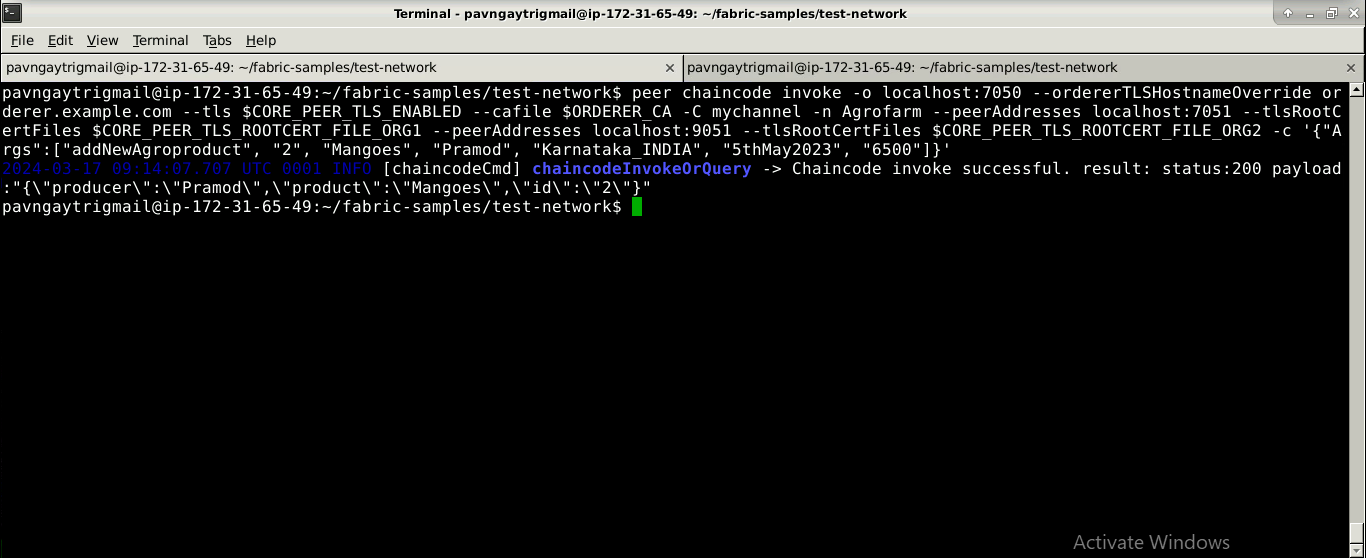 Terminal - pavngaytrigmail@ip-172-31-65-49: ~/fabric-samples/test-network
File Edit View Terminal Tabs Help
pavngaytrigmail@ip-172-31-65-49: ~/fabric-samples/test-network
pavngaytrigmail@ip-172-31-65-49: ~/fabric-samples/test-network
pavngaytrigmail@ip-172-31-65-49:~/fabric-samples/test-network$ peer chaincode invoke -o localhost:7050 --ordererTLSHostnameOverride or
derer.example.com --tls $CORE_PEER_TLS_ENABLED --cafile $ORDERER_CA -C mychannel -n Agrofarm --peerAddresses localhost:7051 --tlsRootC
ertFiles $CORE_PEER_TLS_ROOTCERT_FILE_ORG1 --peerAddresses localhost:9051 --tlsRootCertFiles $CORE_PEER_TLS_ROOTCERT_FILE_ORG2 -c '{"A
rgs":["addNewAgroproduct", "2", "Mangoes", "Pramod", "Karnataka_INDIA", "5thMay2023", "6500"]}'
2024-03-17 09:14:07.707 UTC 0001 INFO [chaincodeCmd] chaincodeInvokeOrQuery -> Chaincode invoke successful. result: status:200 payload
:"{\"producer\":\"Pramod\",\"product\":\"Mangoes\",\"id\":\"2\"}"
pavngaytrigmail@ip-172-31-65-49:~/fabric-samples/test-network$
Activate Windows